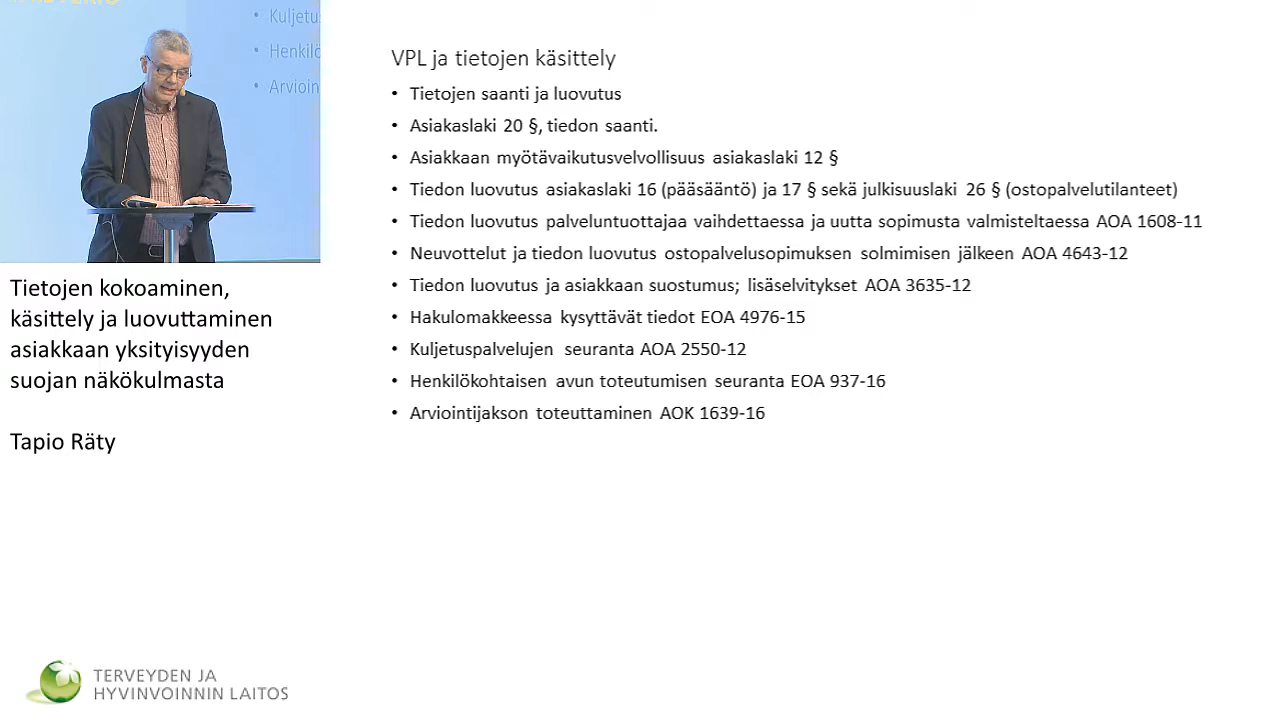 Kuljetu
Henkilö
Arvioin
Tietojen kokoaminen,
käsittely ja luovuttaminen
asiakkaan yksityisyyden
suojan näkökulmasta
Tapio Räty
TERVEYDEN JA
HYVINVOINNIN LAITOS
VPL ja tietojen käsittely
• Tietojen saanti ja luovutus
• Asiakaslaki 20 §, tiedon saanti.
• Asiakkaan myötävaikutusvelvollisuus asiakaslaki 12 §
• Tiedon luovutus asiakaslaki 16 (pääsääntö) ja 17 § sekä julkisuuslaki 26 § (ostopalvelutilanteet)
• Tiedon luovutus palveluntuottajaa vaihdettaessa ja uutta sopimusta valmisteltaessa AOA 1608-11
• Neuvottelut ja tiedon luovutus ostopalvelusopimuksen solmimisen jälkeen AOA 4643-12
• Tiedon luovutus ja asiakkaan suostumus; lisäselvitykset AOA 3635-12
• Hakulomakkeessa kysyttävät tiedot EOA 4976-15
• Kuljetuspalvelujen seuranta AOA 2550-12
• Henkilökohtaisen avun toteutumisen seuranta EOA 937-16
• Arviointijakson toteuttaminen AOK 1639-16